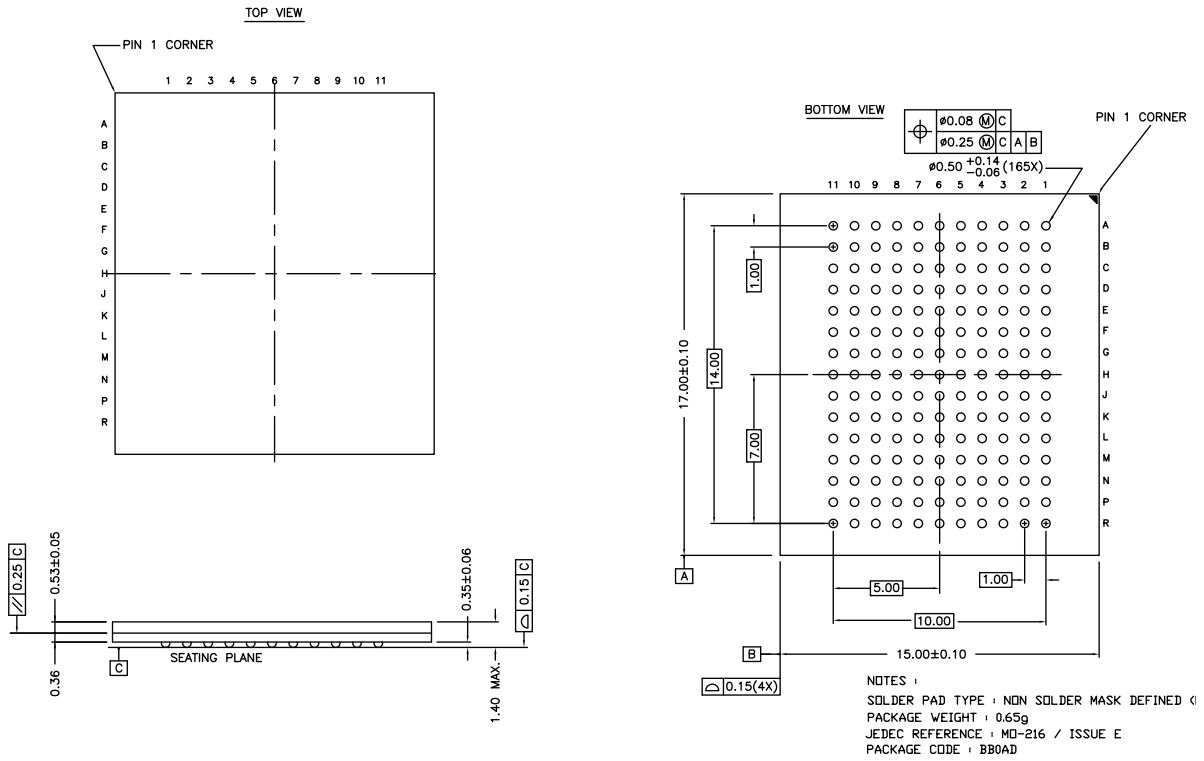 TOP VIEW
PIN 1 CORNER
1 2 3 4 5 6 7 8 9 10 11
A
B
C
D
E
F
G
H
J
K
L
M
N
P
R
BOTTOM VIEW
ø0.08 Ⓜ C
ø0.25 Ⓜ C A B
PIN 1 CORNER
ø0.50 +0.14 -0.06 (165X)
11 10 9 8 7 6 5 4 3 2 1
A
B
C
D
E
F
G
H
J
K
L
M
N
P
R
1.00
17.00±0.10
14.00
7.00
A
5.00
1.00
10.00
B
15.00±0.10
0.15(4X)
0.25 C
0.53±0.05
0.36
C
SEATING PLANE
0.35±0.06
1.40 MAX.
0.15 C
NOTES :
SOLDER PAD TYPE : NON SOLDER MASK DEFINED (
PACKAGE WEIGHT : 0.65g
JEDEC REFERENCE : MO-216 / ISSUE E
PACKAGE CODE : BB0AD